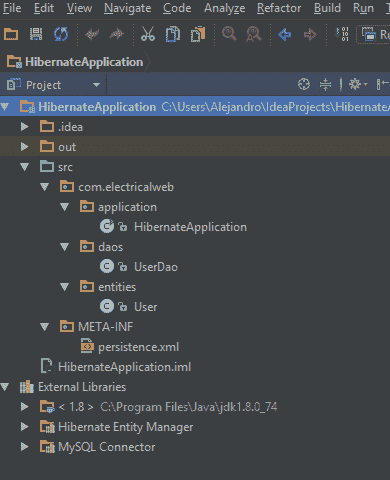 File Edit View Navigate Code Analyze Refactor Build Run
HibernateApplication
Project
HibernateApplication C:\Users\Alejandro\IdeaProjects\HibernateA
.idea
out
src
com.electricalweb
application
HibernateApplication
daos
UserDao
entities
User
META-INF
persistence.xml
HibernateApplication.iml
External Libraries
< 1.8 > C:\Program Files\Java\jdk1.8.0_74
Hibernate Entity Manager
MySQL Connector